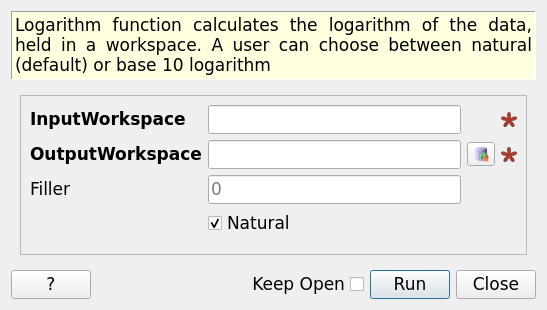 Logarithm function calculates the logarithm of the data,
held in a workspace. A user can choose between natural
(default) or base 10 logarithm
InputWorkspace
OutputWorkspace
Filler 0
Natural
? Keep Open Run Close